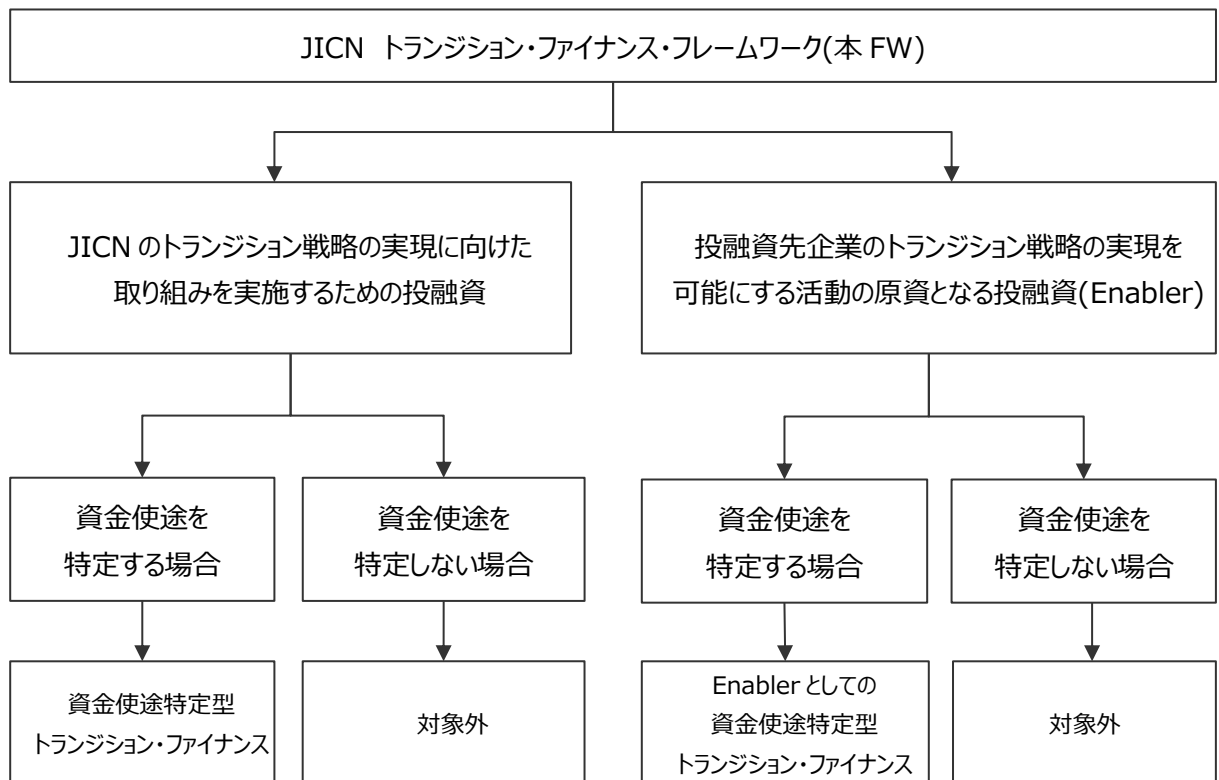 JICN トランジション・ファイナンス・フレームワーク(本 FW)
JICN のトランジション戦略の実現に向けた
取り組みを実施するための投融資
投融資先企業のトランジション戦略の実現を
可能にする活動の原資となる投融資(Enabler)
資金使途を
特定する場合
資金使途を
特定しない場合
資金使途を
特定する場合
資金使途を
特定しない場合
資金使途特定型
トランジション・ファイナンス
対象外
Enabler としての
資金使途特定型
トランジション・ファイナンス
対象外